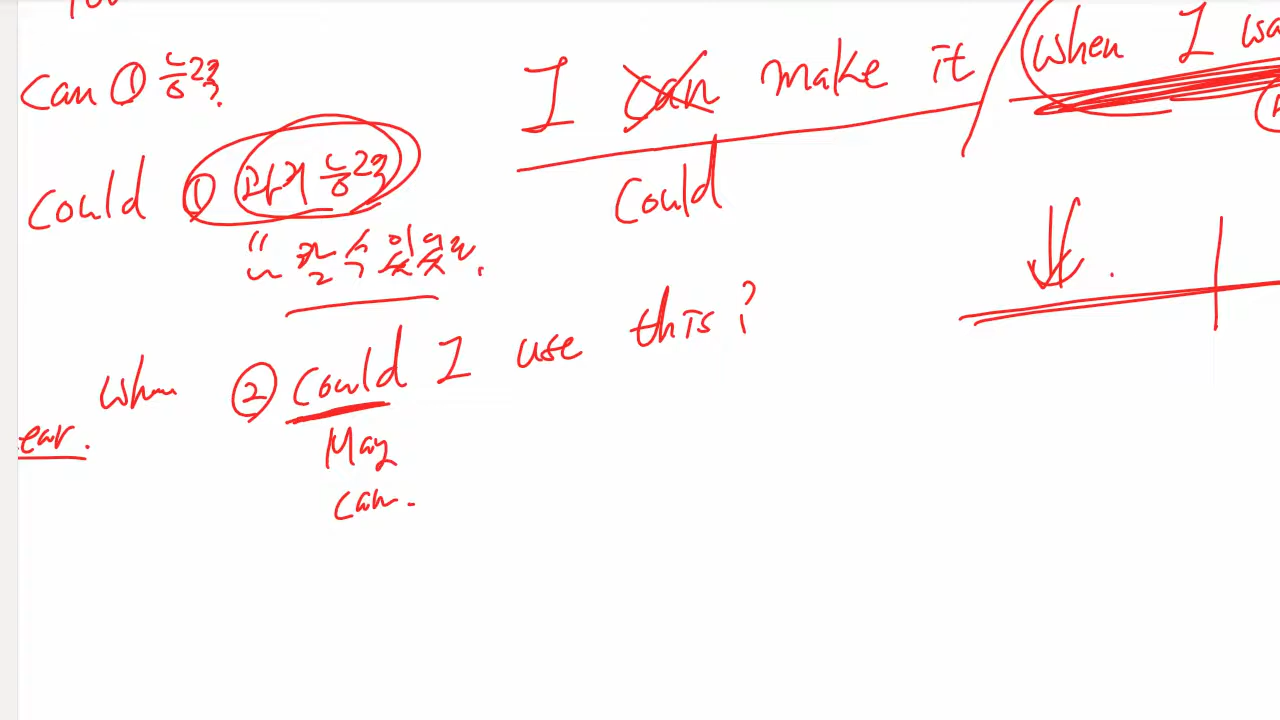 can ① 능력.
I can make it / when I wa
could ① 과거 능력
could
"~ 할 수 있었다.
when ② Could I use this?
ear.
May
can.